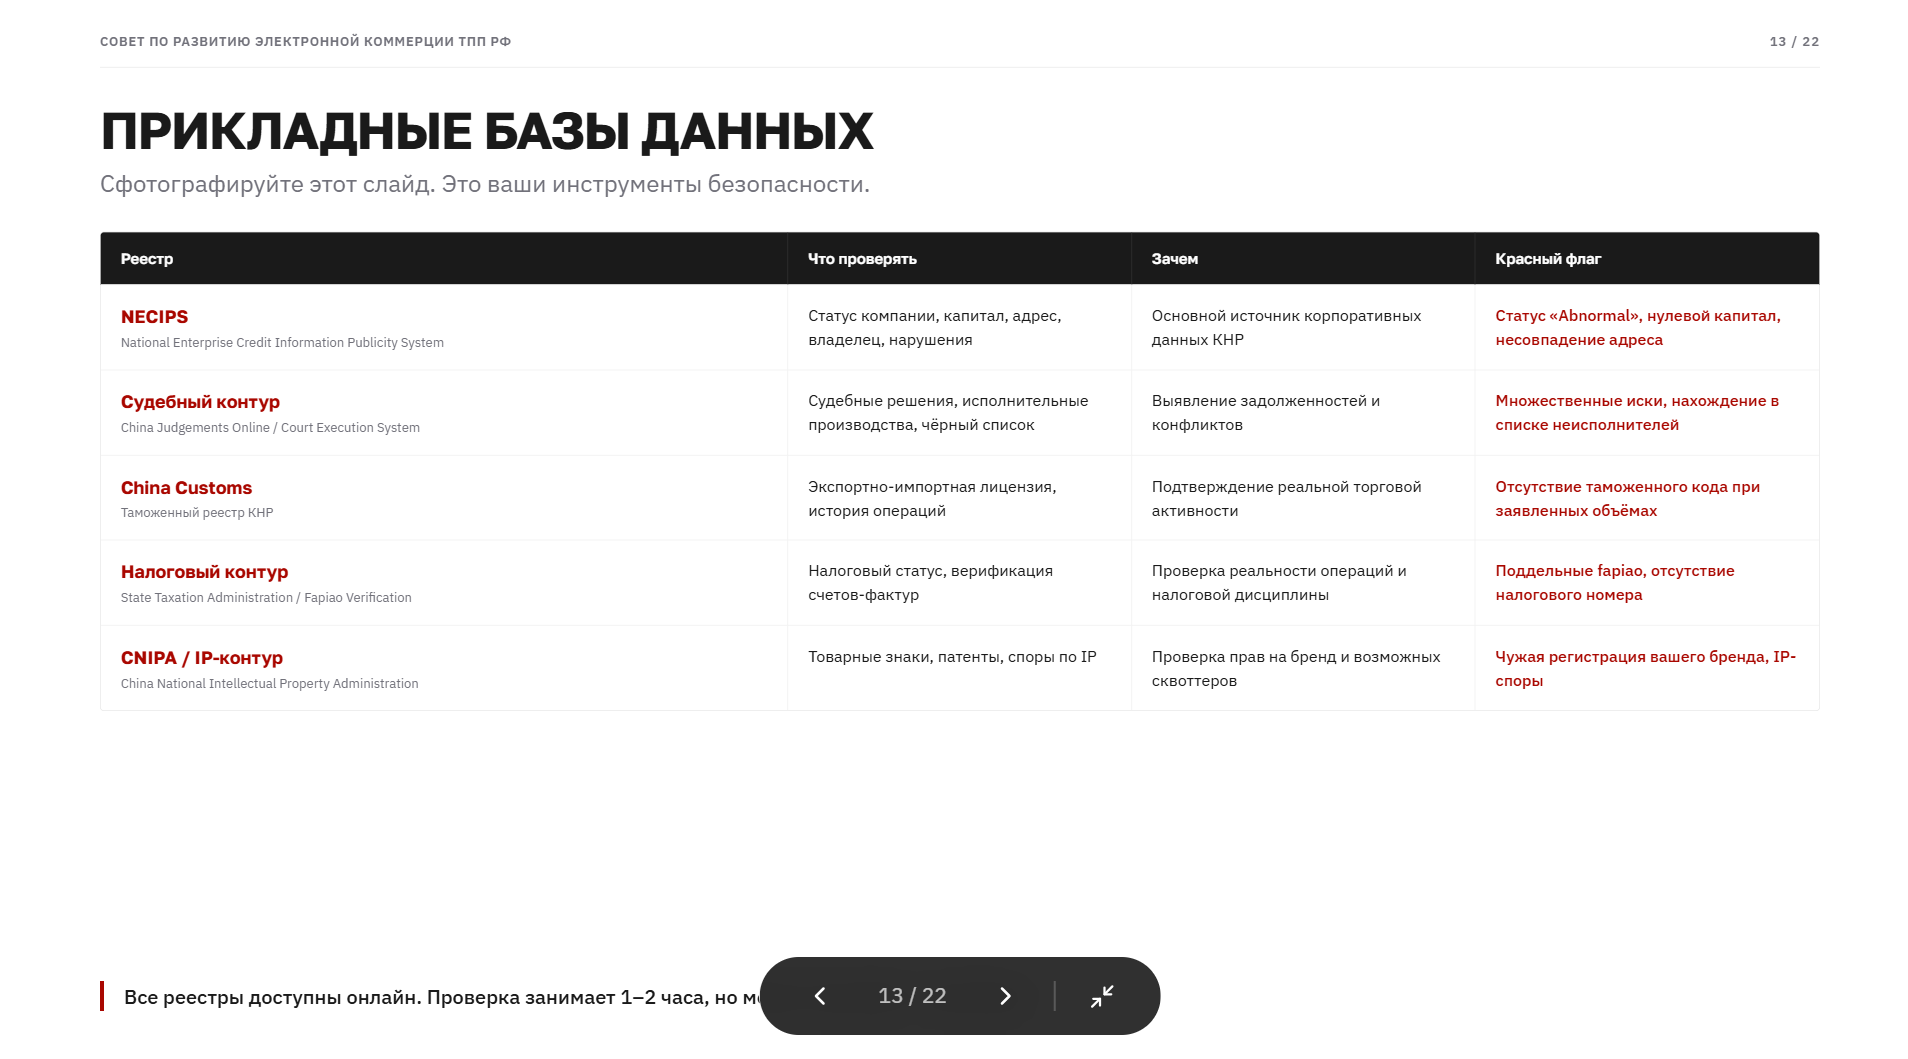 СОВЕТ ПО РАЗВИТИЮ ЭЛЕКТРОННОЙ КОММЕРЦИИ ТПП РФ
13 / 22
ПРИКЛАДНЫЕ БАЗЫ ДАННЫХ
Сфотографируйте этот слайд. Это ваши инструменты безопасности.
Реестр
Что проверять
Зачем
Красный флаг
NECIPS
National Enterprise Credit Information Publicity System
Статус компании, капитал, адрес,
владелец, нарушения
Основной источник корпоративных
данных КНР
Статус «Abnormal», нулевой капитал,
несовпадение адреса
Судебный контур
China Judgements Online / Court Execution System
Судебные решения, исполнительные
производства, чёрный список
Выявление задолженностей и
конфликтов
Множественные иски, нахождение в
списке неисполнителей
China Customs
Таможенный реестр КНР
Экспортно-импортная лицензия,
история операций
Подтверждение реальной торговой
активности
Отсутствие таможенного кода при
заявленных объёмах
Налоговый контур
State Taxation Administration / Fapiao Verification
Налоговый статус, верификация
счетов-фактур
Проверка реальности операций и
налоговой дисциплины
Поддельные fapiao, отсутствие
налогового номера
CNIPA / IP-контур
China National Intellectual Property Administration
Товарные знаки, патенты, споры по IP
Проверка прав на бренд и возможных
сквоттеров
Чужая регистрация вашего бренда, IP-
споры
Все реестры доступны онлайн. Проверка занимает 1–2 часа, но
13 / 22